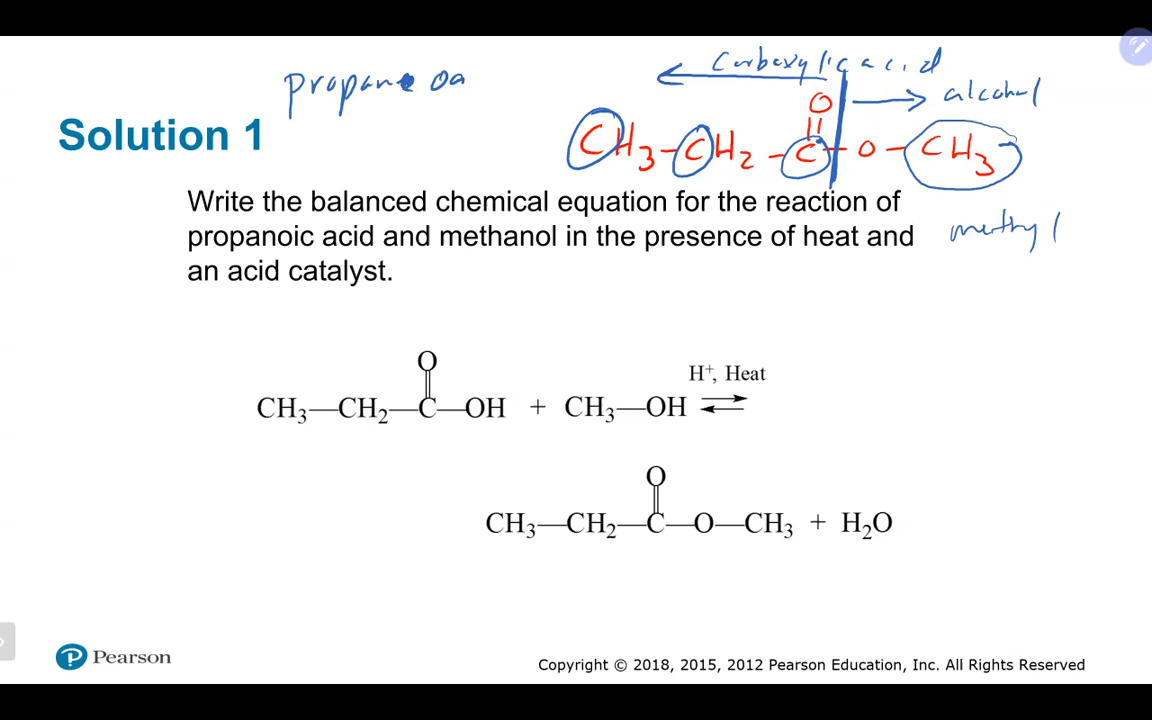 Carboxylic acid
propane oa
alcohol
O
Solution 1
CH3-CH2-C-O-CH3
Write the balanced chemical equation for the reaction of
propanoic acid and methanol in the presence of heat and
an acid catalyst.
methyl
O
H+, Heat
CH3—CH2—C—OH + CH3—OH ⇌
O
CH3—CH2—C—O—CH3 + H2O
P Pearson
Copyright © 2018, 2015, 2012 Pearson Education, Inc. All Rights Reserved